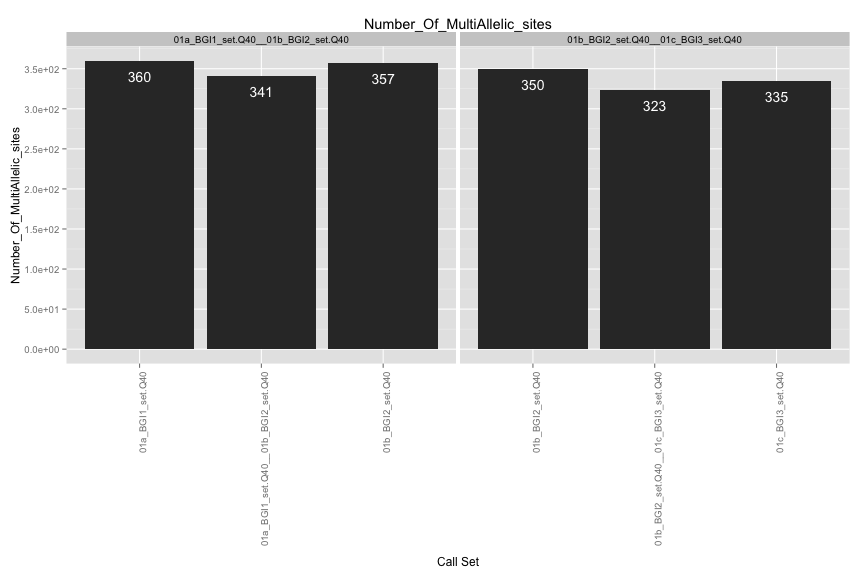 Number_Of_MultiAllelic_sites
01a_BGI1_set.Q40__01b_BGI2_set.Q40
01b_BGI2_set.Q40__01c_BGI3_set.Q40
Number_Of_MultiAllelic_sites
3.5e+02
3.0e+02
2.5e+02
2.0e+02
1.5e+02
1.0e+02
5.0e+01
0.0e+00
360
341
357
350
323
335
01a_BGI1_set.Q40
01a_BGI1_set.Q40__01b_BGI2_set.Q40
01b_BGI2_set.Q40
01b_BGI2_set.Q40
01b_BGI2_set.Q40__01c_BGI3_set.Q40
01c_BGI3_set.Q40
Call Set